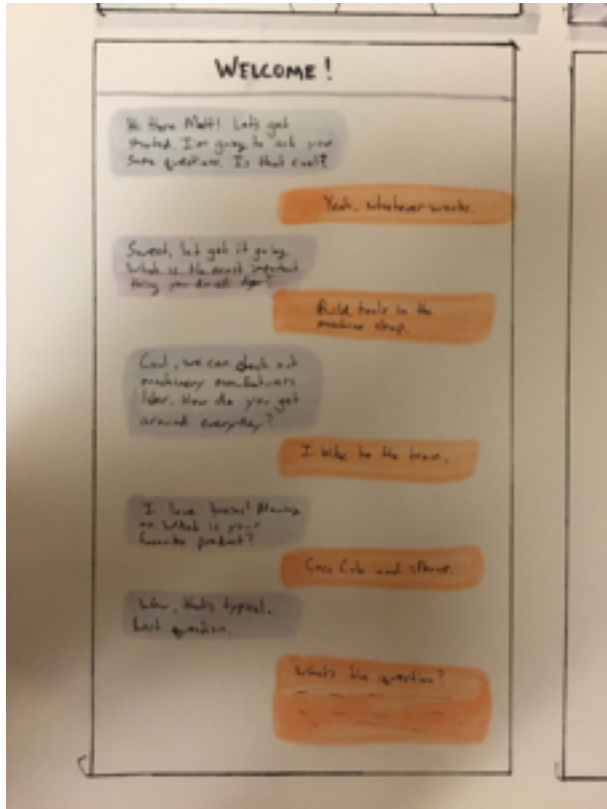 WELCOME!
Hi there Matt! Let's get
started. I'm going to ask you
some questions. Is that cool?
Yeah, whatever works.
Sweet, let's get it going.
What is the most important
thing you do all day?
Build tools in the
machine shop.
Cool, we can check out
machinery manufacturers
later. How do you get
around everyday?
I bike to the train.
I love trains! Moving
on. What is your
favorite product?
Coca Cola and iPhone.
Wow, that's typical.
Last question.
What's the question?